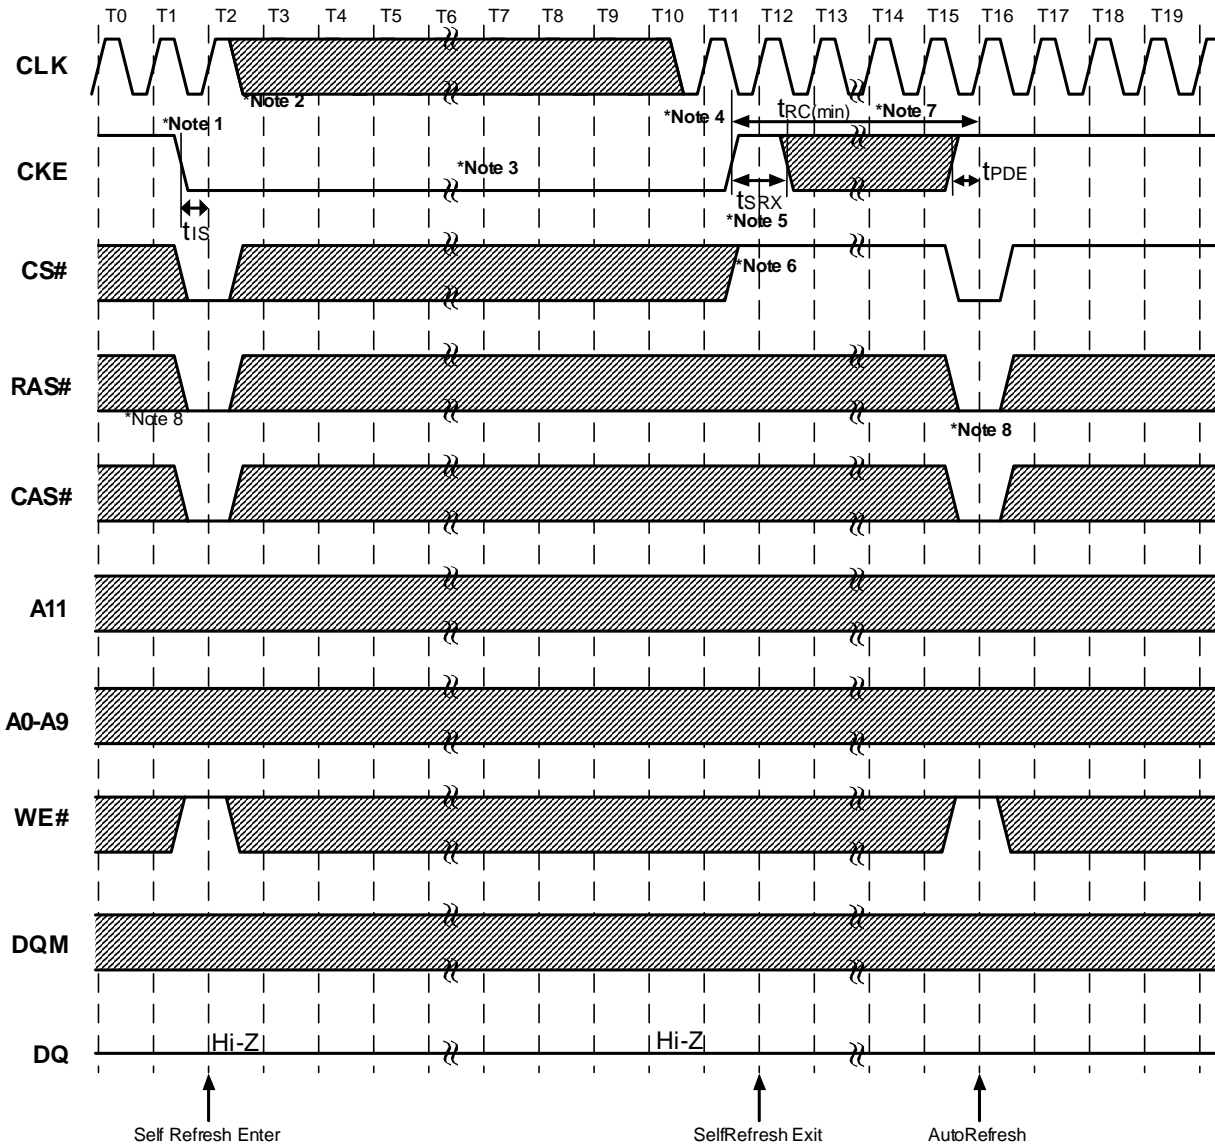 T0 T1 T2 T3 T4 T5 T6 T7 T8 T9 T10 T11 T12 T13 T14 T15 T16 T17 T18 T19
CLK
*Note 2
*Note 1
*Note 4
tRC(min)
*Note 7
CKE
*Note 3
tPDE
tIS
tSRX
*Note 5
CS#
*Note 6
RAS#
*Note 8
*Note 8
CAS#
A11
A0-A9
WE#
DQM
DQ
Hi-Z
Hi-Z
Self Refresh Enter
SelfRefresh Exit
AutoRefresh